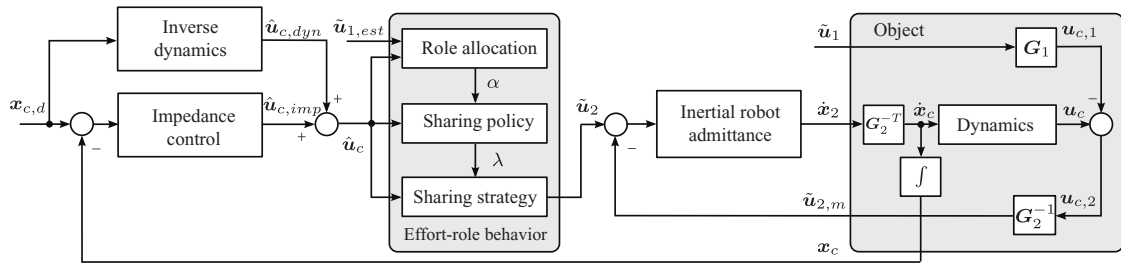 Inverse
dynamics
û_{c,dyn}
ũ_{1,est}
Role allocation
α
x_{c,d}
Impedance
control
û_{c,imp}
+
+
−
û_c
Sharing policy
λ
Sharing strategy
Effort-role behavior
ũ_2
−
Inertial robot
admittance
ẋ_2
ũ_1
Object
G_1
u_{c,1}
−
G_2^{-T}
ẋ_c
Dynamics
u_c
∫
ũ_{2,m}
G_2^{-1}
u_{c,2}
x_c